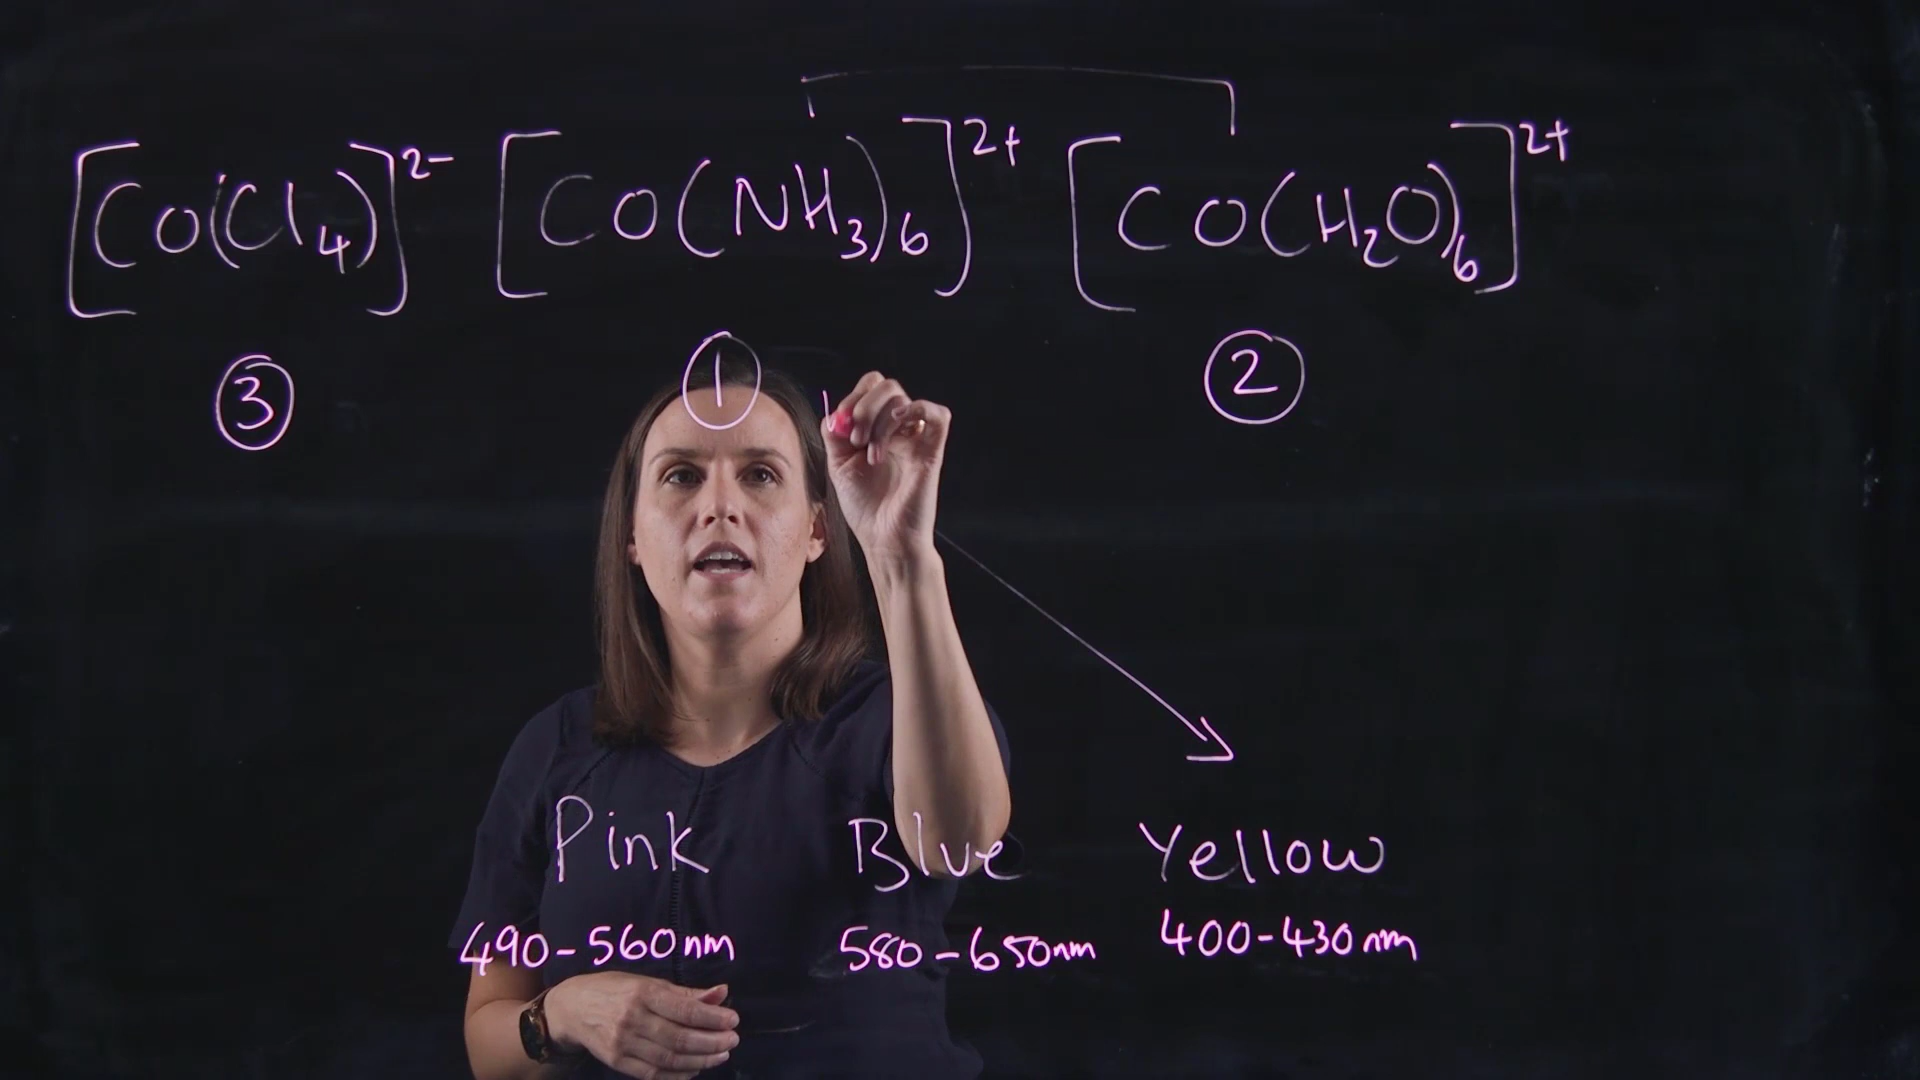 [Co(Cl₄)]²⁻ [Co(NH₃)₆]²⁺ [Co(H₂O)₆]²⁺
③ ① ②
Pink Blue Yellow
490-560nm 580-650nm 400-430nm